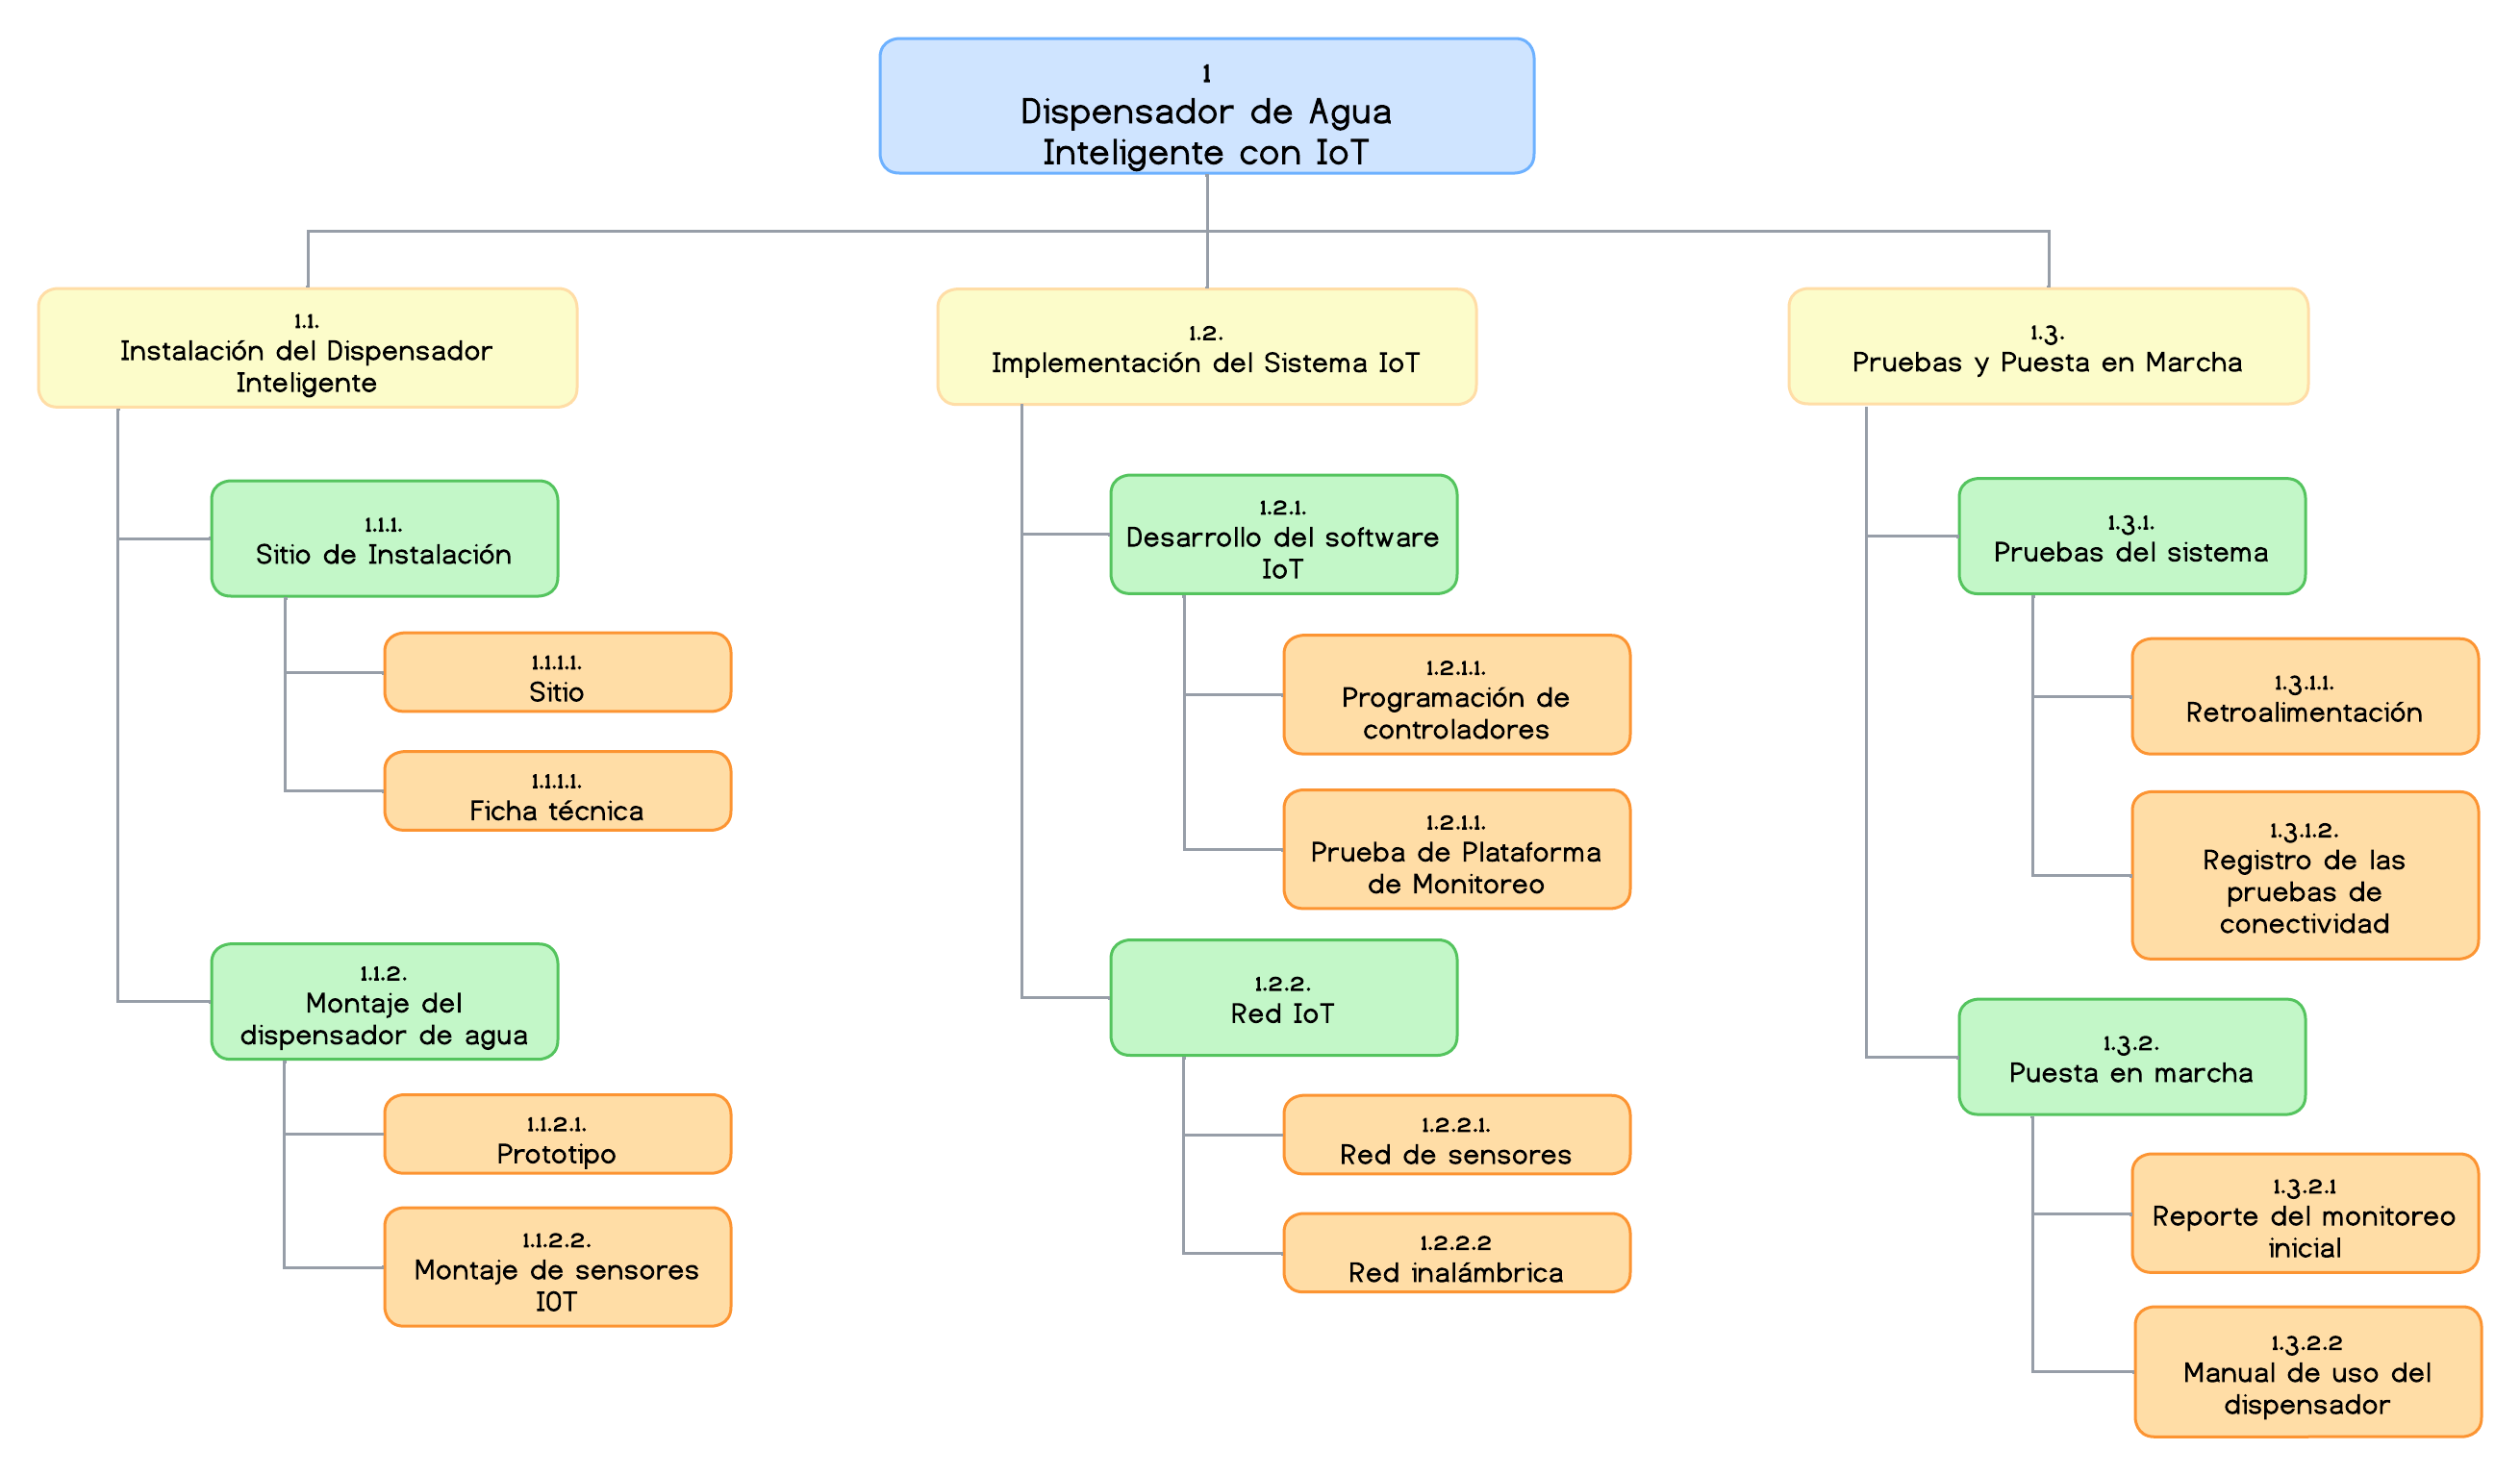 1
Dispensador de Agua
Inteligente con IoT
1.1.
Instalación del Dispensador
Inteligente
1.1.1.
Sitio de Instalación
1.1.1.1.
Sitio
1.1.1.1.
Ficha técnica
1.1.2.
Montaje del
dispensador de agua
1.1.2.1.
Prototipo
1.1.2.2.
Montaje de sensores
IOT
1.2.
Implementación del Sistema IoT
1.2.1.
Desarrollo del software
IoT
1.2.1.1.
Programación de
controladores
1.2.1.1.
Prueba de Plataforma
de Monitoreo
1.2.2.
Red IoT
1.2.2.1.
Red de sensores
1.2.2.2
Red inalámbrica
1.3.
Pruebas y Puesta en Marcha
1.3.1.
Pruebas del sistema
1.3.1.1.
Retroalimentación
1.3.1.2.
Registro de las
pruebas de
conectividad
1.3.2.
Puesta en marcha
1.3.2.1
Reporte del monitoreo
inicial
1.3.2.2
Manual de uso del
dispensador